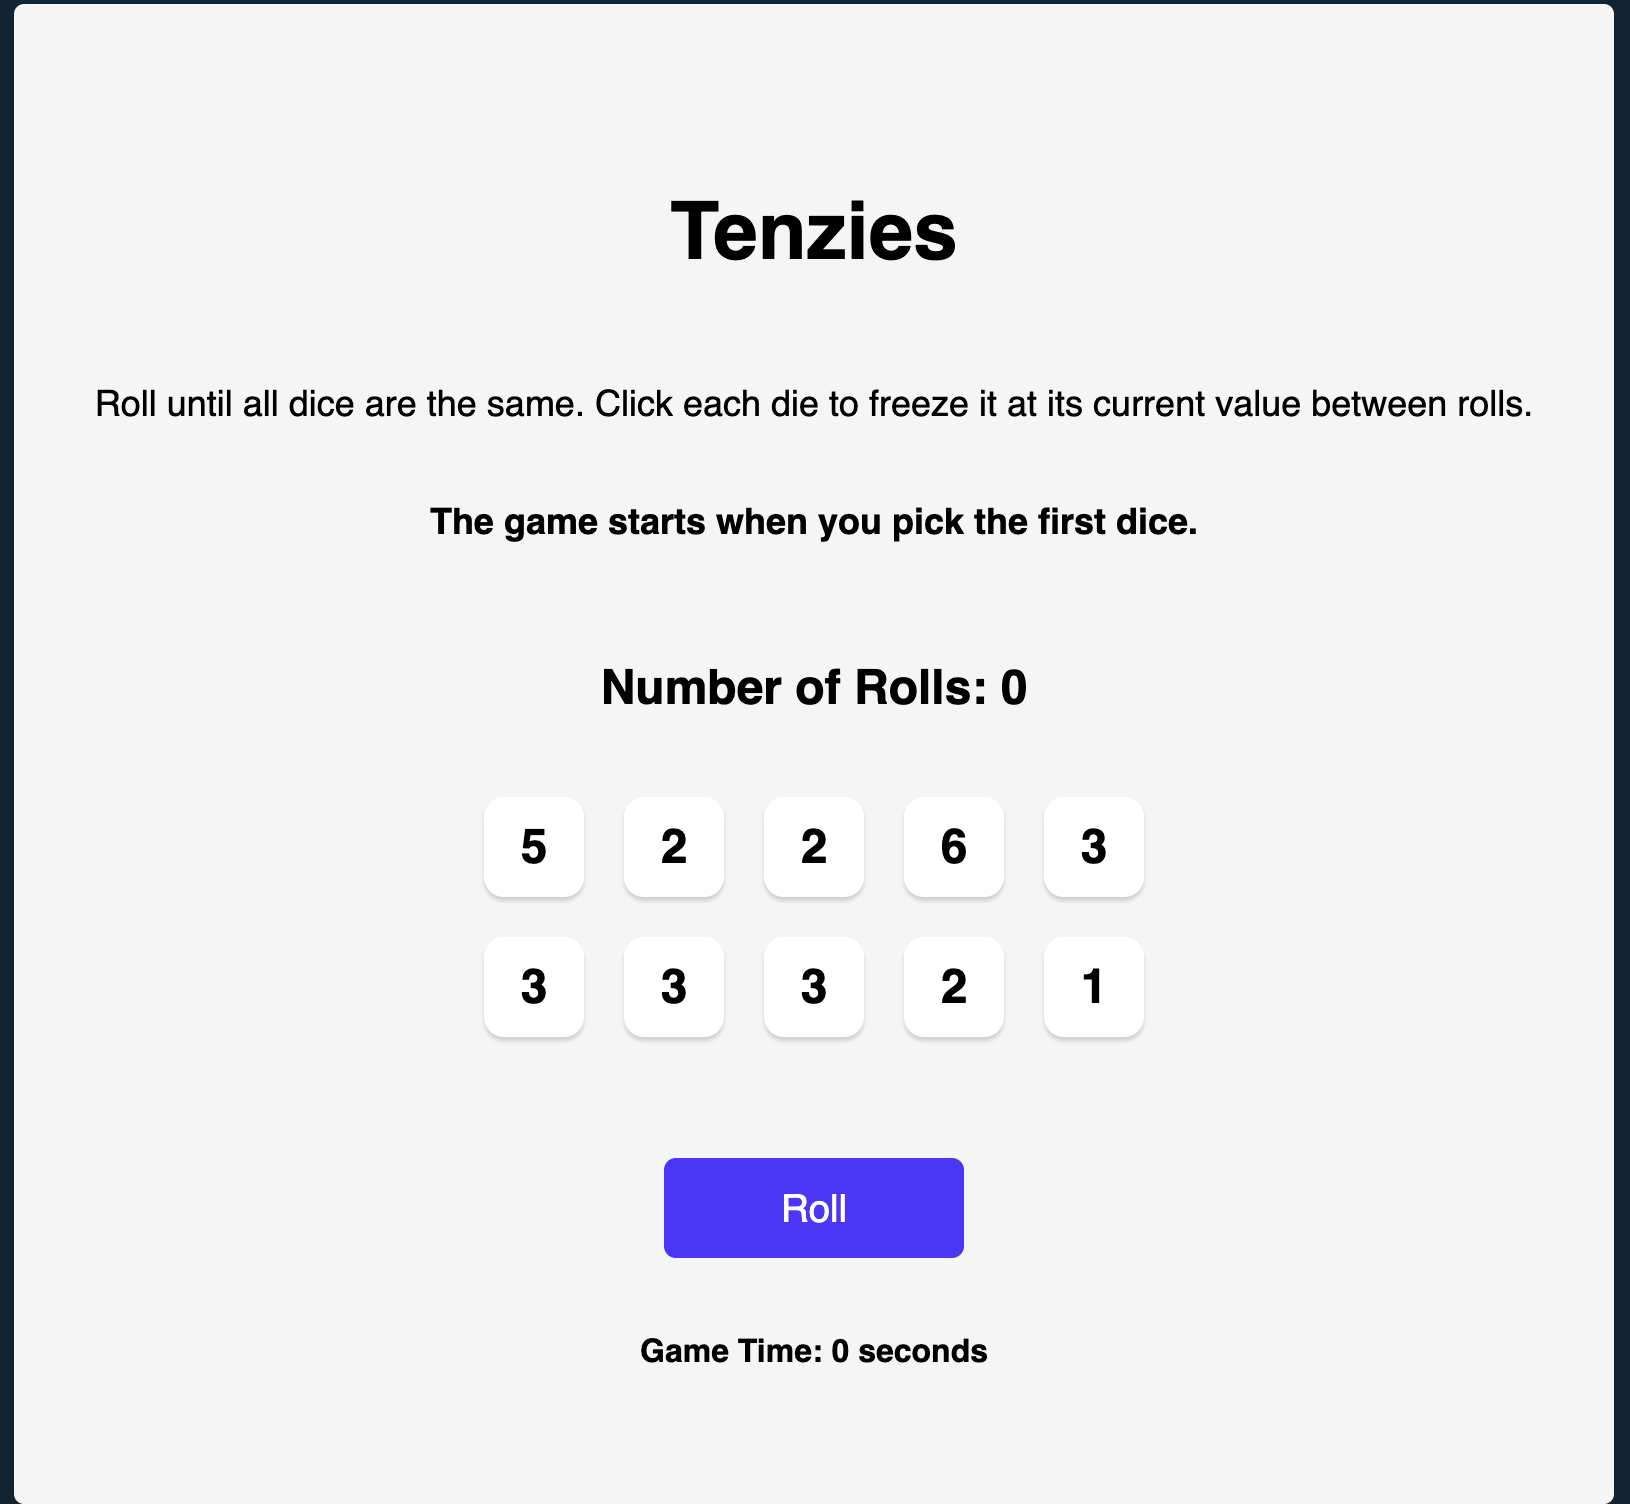 Tenzies
Roll until all dice are the same. Click each die to freeze it at its current value between rolls.
The game starts when you pick the first dice.
Number of Rolls: 0
5 2 2 6 3
3 3 3 2 1
Roll
Game Time: 0 seconds